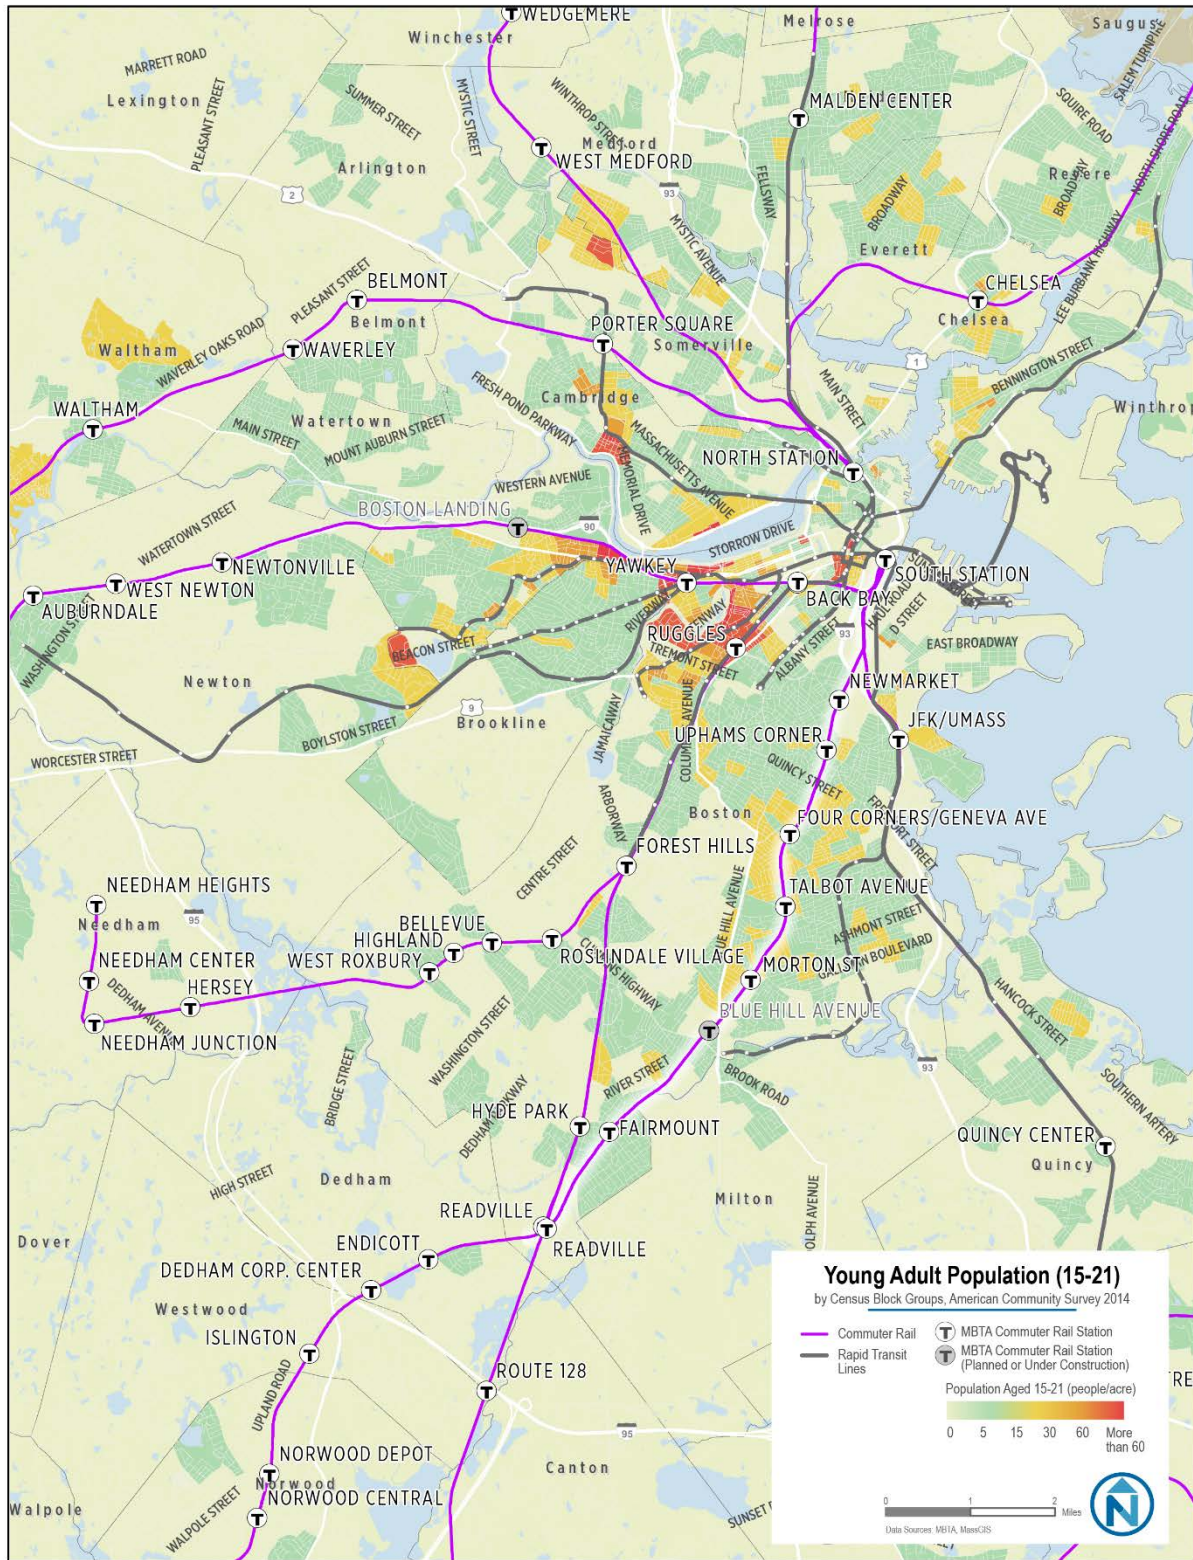 WEDGEMERE
Melrose
Saugus
Winchester
MARRETT ROAD
Lexington
PLEASANT STREET
SUMMER STREET
MYSTIC STREET
WINTHROP STREET
Medford
MALDEN CENTER
SQUIRE ROAD
SALEM TURNPIKE
NORTH SHORE ROAD
Arlington
WEST MEDFORD
93
FELLSWAY
Revere
BROADWAY
BROADWAY
2
MYSTIC AVENUE
Everett
LEE BURBANK HIGHWAY
BELMONT
PLEASANT STREET
Belmont
CHELSEA
Chelsea
PORTER SQUARE
Somerville
Waltham
WAVERLEY OAKS ROAD
WAVERLEY
1
BENNINGTON STREET
FRESH POND PARKWAY
Cambridge
MAIN STREET
Winthrop
WALTHAM
Watertown
MAIN STREET
MOUNT AUBURN STREET
MASSACHUSETTS AVENUE
MEMORIAL DRIVE
NORTH STATION
WESTERN AVENUE
BOSTON LANDING
90
WATERTOWN STREET
STORROW DRIVE
NEWTONVILLE
YAWKEY
SOUTH STATION
WEST NEWTON
AUBURNDALE
BACK BAY
RIVERWAY
HAUL ROAD
D STREET
RUGGLES
ALBANY STREET
93
WASHINGTON STREET
BEACON STREET
TREMONT STREET
EAST BROADWAY
Newton
NEWMARKET
9
Brookline
BOYLSTON STREET
JAMAICAWAY
JFK/UMASS
WORCESTER STREET
UPHAMS CORNER
QUINCY STREET
ARBORWAY
Boston
FOUR CORNERS/GENEVA AVE
CENTRE STREET
FOREST HILLS
NEEDHAM HEIGHTS
95
Needham
TALBOT AVENUE
BELLEVUE
HIGHLAND
ASHMONT STREET
WEST ROXBURY
ROSLINDALE VILLAGE
NEEDHAM CENTER
MORTON ST
HERSEY
BLUE HILL AVENUE
HANCOCK STREET
NEEDHAM JUNCTION
WASHINGTON STREET
BRIDGE STREET
RIVER STREET
BROOK ROAD
93
SOUTHERN ARTERY
HYDE PARK
FAIRMOUNT
QUINCY CENTER
Quincy
HIGH STREET
Dedham
Milton
READVILLE
Dover
ENDICOTT
READVILLE
DEDHAM CORP. CENTER
Westwood
ISLINGTON
UPLAND ROAD
ROUTE 128
95
NORWOOD DEPOT
Norwood
Canton
Walpole
NORWOOD CENTRAL
WALPOLE STREET
Young Adult Population (15-21)
by Census Block Groups, American Community Survey 2014
Commuter Rail
MBTA Commuter Rail Station
Rapid Transit
Lines
MBTA Commuter Rail Station
(Planned or Under Construction)
Population Aged 15-21 (people/acre)
0 5 15 30 60 More
than 60
0 1 2
Miles
Data Sources: MBTA, MassGIS
N